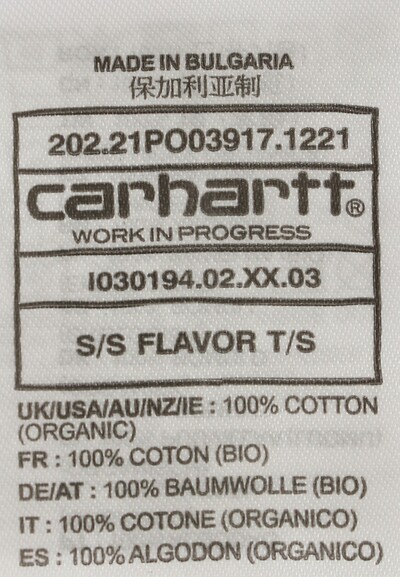 MADE IN BULGARIA
保加利亚制
202.21PO03917.1221
carhartt®
WORK IN PROGRESS
I030194.02.XX.03
S/S FLAVOR T/S
UK/USA/AU/NZ/IE : 100% COTTON
(ORGANIC)
FR : 100% COTON (BIO)
DE/AT : 100% BAUMWOLLE (BIO)
IT : 100% COTONE (ORGANICO)
ES : 100% ALGODON (ORGANICO)